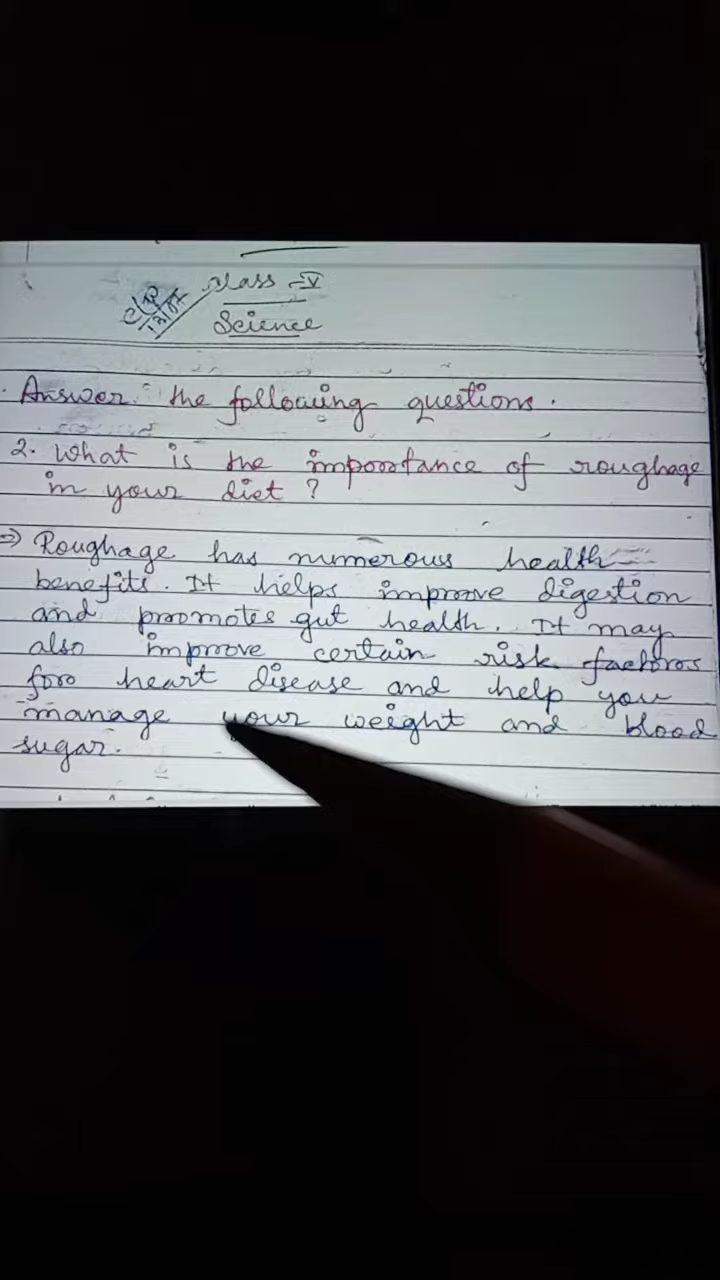 Class - V
Science
Answer the following questions.
2. What is the importance of roughage
in your diet ?
⇒ Roughage has numerous health
benefits. It helps improve digestion
and promotes gut health. It may
also improve certain risk factors
for heart disease and help you
manage your weight and blood
sugar.